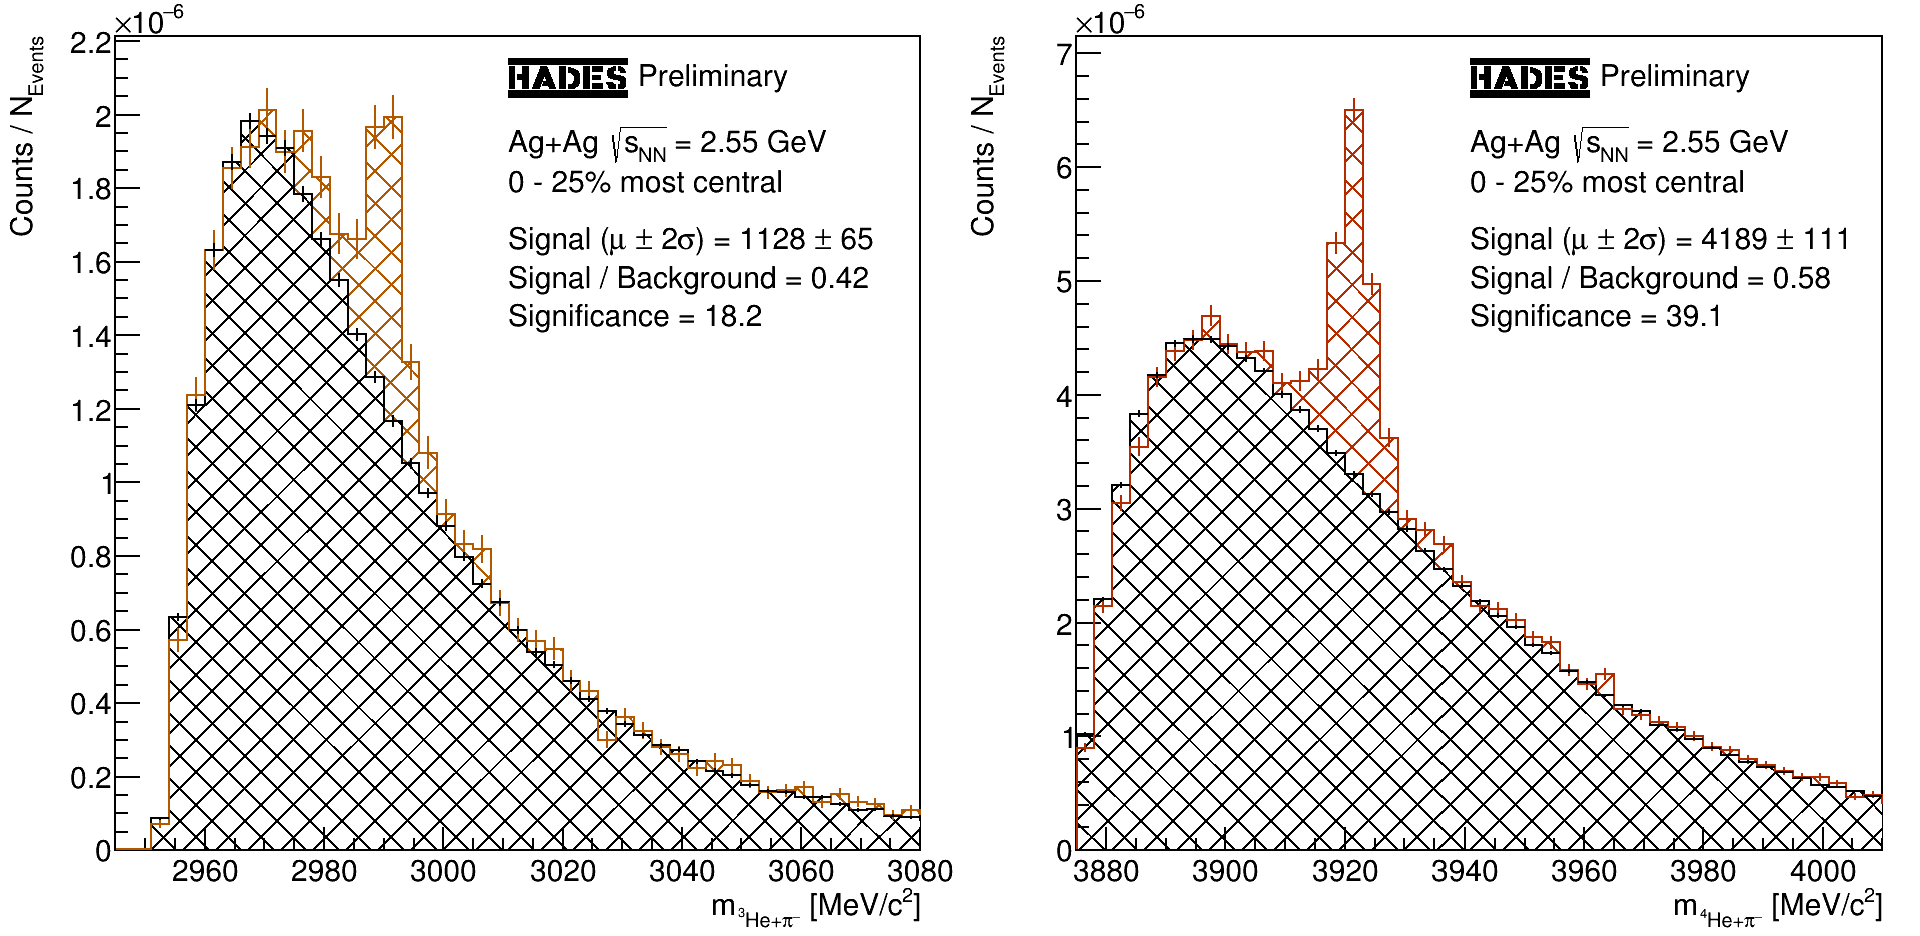 ×10⁻⁶
Counts / N_Events
2.2
2
1.8
1.6
1.4
1.2
1
0.8
0.6
0.4
0.2
0
HADES Preliminary
Ag+Ag √s_NN = 2.55 GeV
0 - 25% most central
Signal (μ ± 2σ) = 1128 ± 65
Signal / Background = 0.42
Significance = 18.2
2960 2980 3000 3020 3040 3060 3080
m_³He+π⁻ [MeV/c²]
×10⁻⁶
Counts / N_Events
7
6
5
4
3
2
1
0
HADES Preliminary
Ag+Ag √s_NN = 2.55 GeV
0 - 25% most central
Signal (μ ± 2σ) = 4189 ± 111
Signal / Background = 0.58
Significance = 39.1
3880 3900 3920 3940 3960 3980 4000
m_⁴He+π⁻ [MeV/c²]